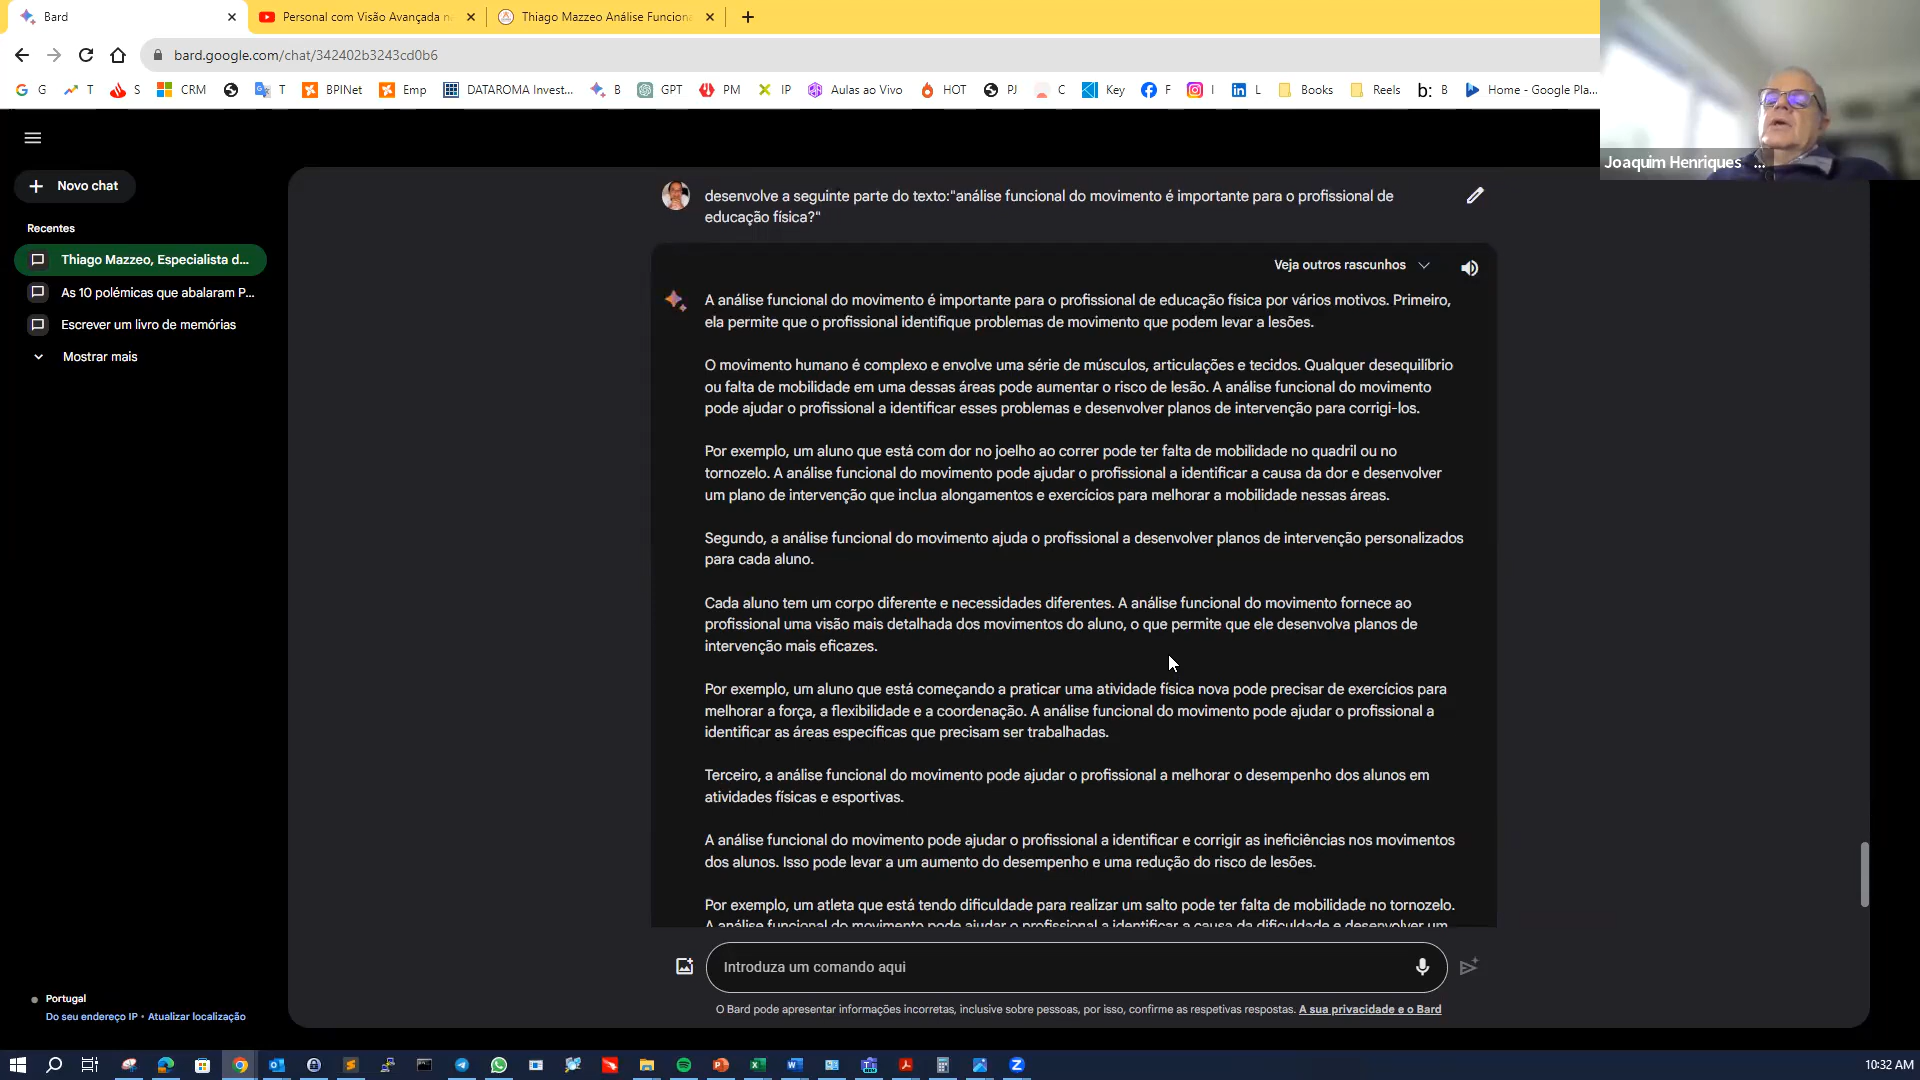 Bard
Personal com Visão Avançada n
Thiago Mazzeo Análise Funciona
bard.google.com/chat/342402b3243cd0b6
G
T
S
CRM
T
BPINet
Emp
DATAROMA Invest...
B
GPT
PM
IP
Aulas ao Vivo
HOT
PJ
C
Key
F
I
L
Books
Reels
b: B
Home - Google Pla...
Joaquim Henriques ...
Novo chat
Recentes
Thiago Mazzeo, Especialista d...
As 10 polémicas que abalaram P...
Escrever um livro de memórias
Mostrar mais
desenvolve a seguinte parte do texto:"análise funcional do movimento é importante para o profissional de
educação física?"
Veja outros rascunhos
A análise funcional do movimento é importante para o profissional de educação física por vários motivos. Primeiro,
ela permite que o profissional identifique problemas de movimento que podem levar a lesões.
O movimento humano é complexo e envolve uma série de músculos, articulações e tecidos. Qualquer desequilíbrio
ou falta de mobilidade em uma dessas áreas pode aumentar o risco de lesão. A análise funcional do movimento
pode ajudar o profissional a identificar esses problemas e desenvolver planos de intervenção para corrigi-los.
Por exemplo, um aluno que está com dor no joelho ao correr pode ter falta de mobilidade no quadril ou no
tornozelo. A análise funcional do movimento pode ajudar o profissional a identificar a causa da dor e desenvolver
um plano de intervenção que inclua alongamentos e exercícios para melhorar a mobilidade nessas áreas.
Segundo, a análise funcional do movimento ajuda o profissional a desenvolver planos de intervenção personalizados
para cada aluno.
Cada aluno tem um corpo diferente e necessidades diferentes. A análise funcional do movimento fornece ao
profissional uma visão mais detalhada dos movimentos do aluno, o que permite que ele desenvolva planos de
intervenção mais eficazes.
Por exemplo, um aluno que está começando a praticar uma atividade física nova pode precisar de exercícios para
melhorar a força, a flexibilidade e a coordenação. A análise funcional do movimento pode ajudar o profissional a
identificar as áreas específicas que precisam ser trabalhadas.
Terceiro, a análise funcional do movimento pode ajudar o profissional a melhorar o desempenho dos alunos em
atividades físicas e esportivas.
A análise funcional do movimento pode ajudar o profissional a identificar e corrigir as ineficiências nos movimentos
dos alunos. Isso pode levar a um aumento do desempenho e uma redução do risco de lesões.
Por exemplo, um atleta que está tendo dificuldade para realizar um salto pode ter falta de mobilidade no tornozelo.
A análise funcional do movimento pode ajudar o profissional a identificar a causa da dificuldade e desenvolver um
Introduza um comando aqui
O Bard pode apresentar informações incorretas, inclusive sobre pessoas, por isso, confirme as respetivas respostas. A sua privacidade e o Bard
Portugal
Do seu endereço IP • Atualizar localização
10:32 AM